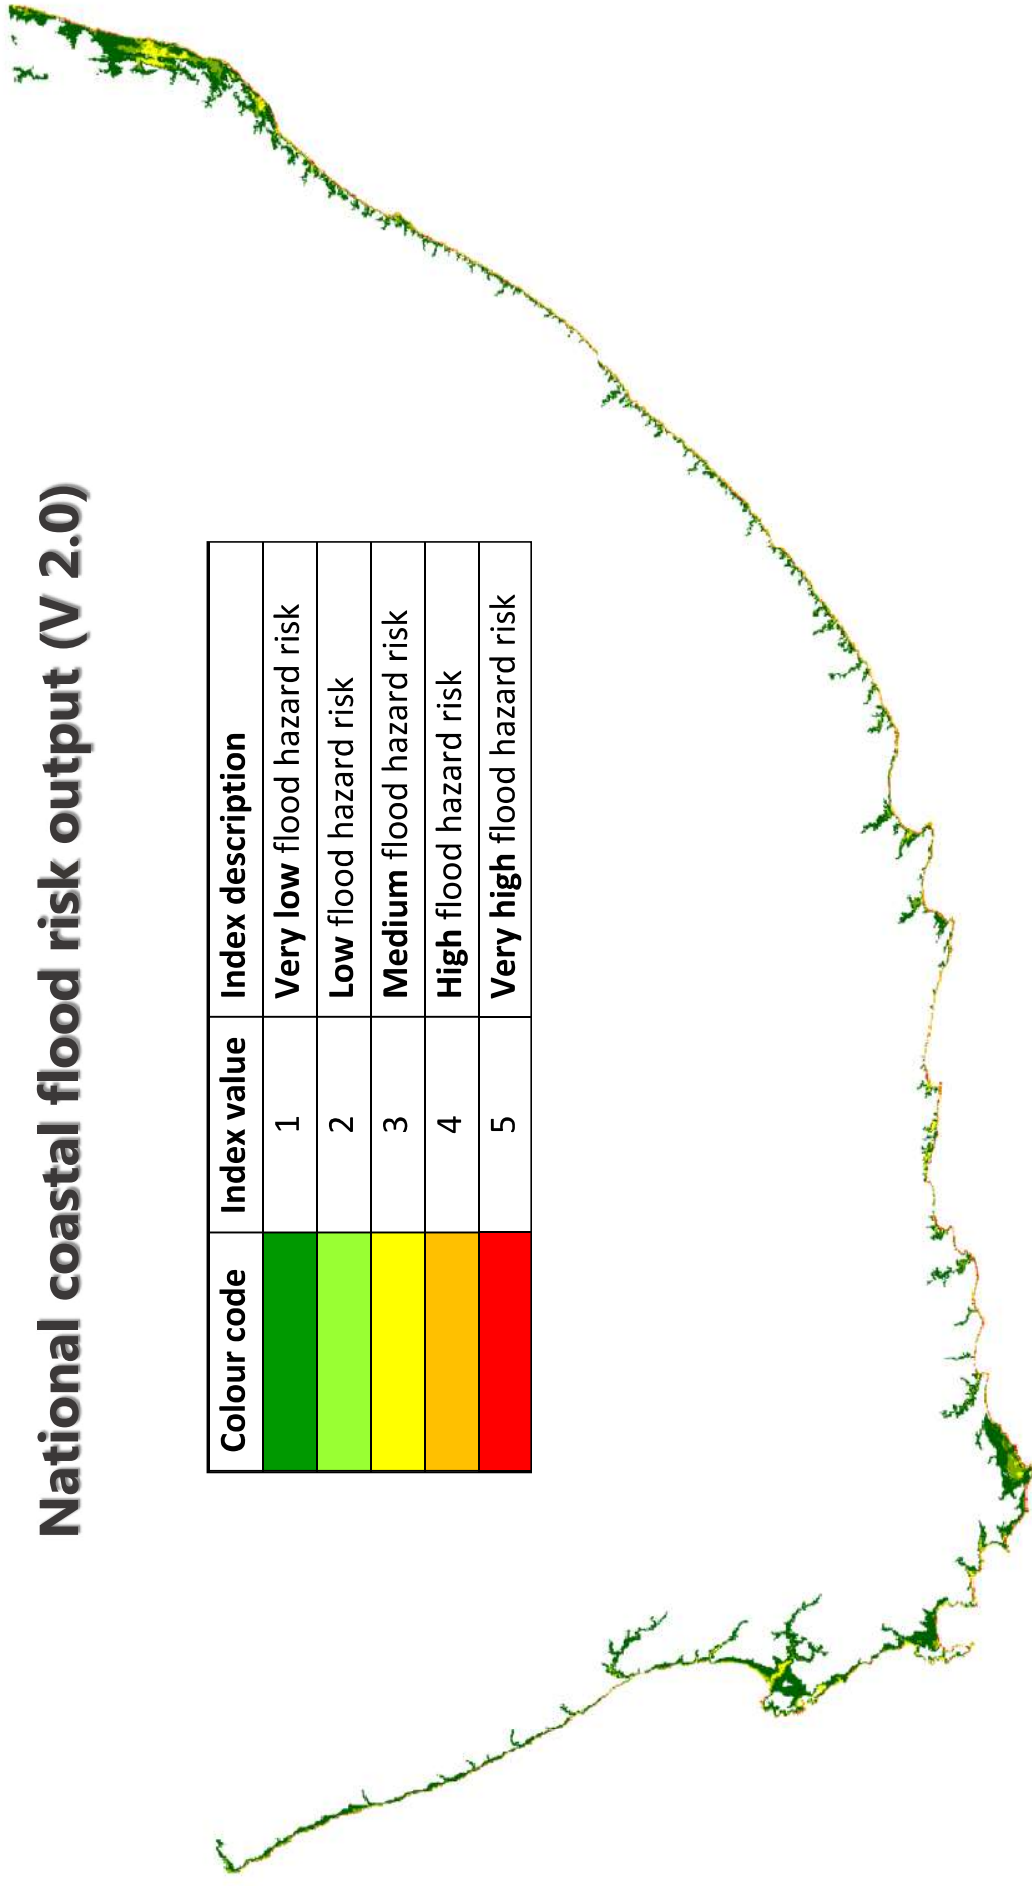 National coastal flood risk output (V 2.0)
Colour code Index value Index description
1 Very low flood hazard risk
2 Low flood hazard risk
3 Medium flood hazard risk
4 High flood hazard risk
5 Very high flood hazard risk